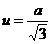 u = a/√3